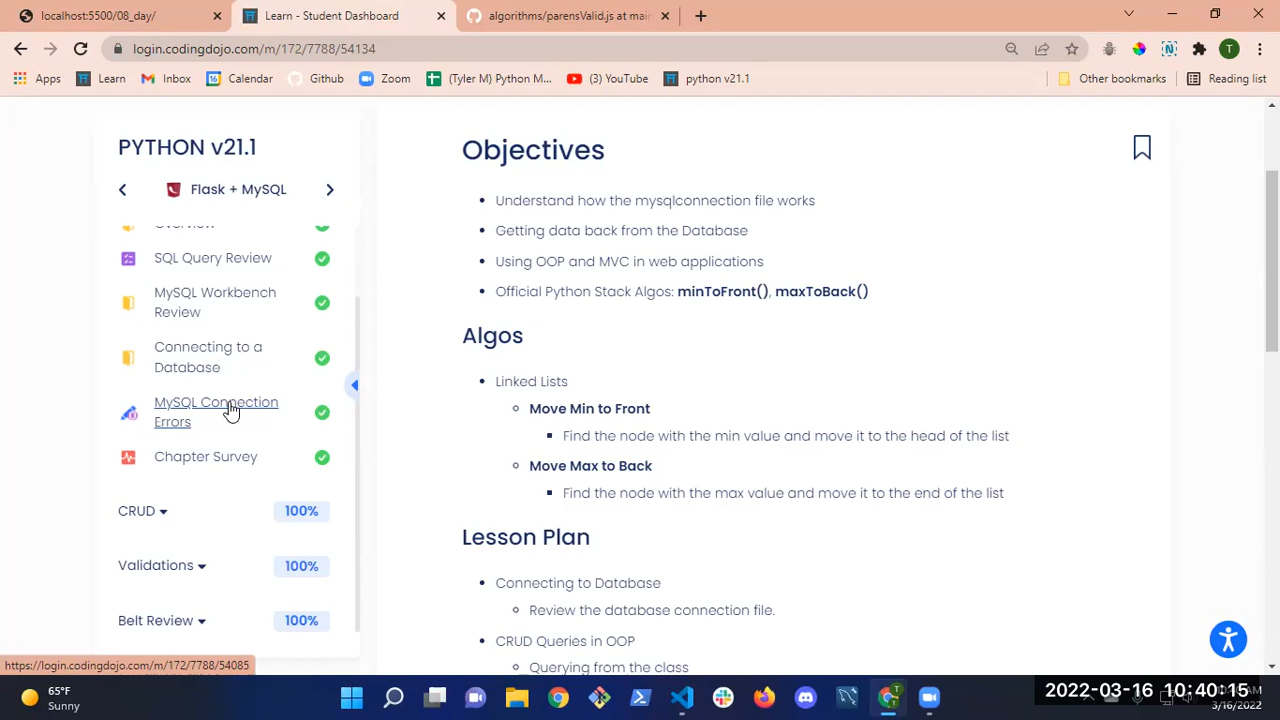 localhost:5500/08_day/
Learn - Student Dashboard
algorithms/parensValid.js at mai
login.codingdojo.com/m/172/7788/54134
T
Apps
Learn
Inbox
Calendar
Github
Zoom
(Tyler M) Python M...
(3) YouTube
python v21.1
Other bookmarks
Reading list
PYTHON v21.1
Flask + MySQL
Overview
SQL Query Review
MySQL Workbench
Review
Connecting to a
Database
MySQL Connection
Errors
Chapter Survey
CRUD
100%
Validations
100%
Belt Review
100%
Objectives
Understand how the mysqlconnection file works
Getting data back from the Database
Using OOP and MVC in web applications
Official Python Stack Algos: minToFront(), maxToBack()
Algos
Linked Lists
Move Min to Front
Find the node with the min value and move it to the head of the list
Move Max to Back
Find the node with the max value and move it to the end of the list
Lesson Plan
Connecting to Database
Review the database connection file.
CRUD Queries in OOP
Querying from the class
https://login.codingdojo.com/m/172/7788/54085
65°F
Sunny
2022-03-16 10:40:15
3/16/2022